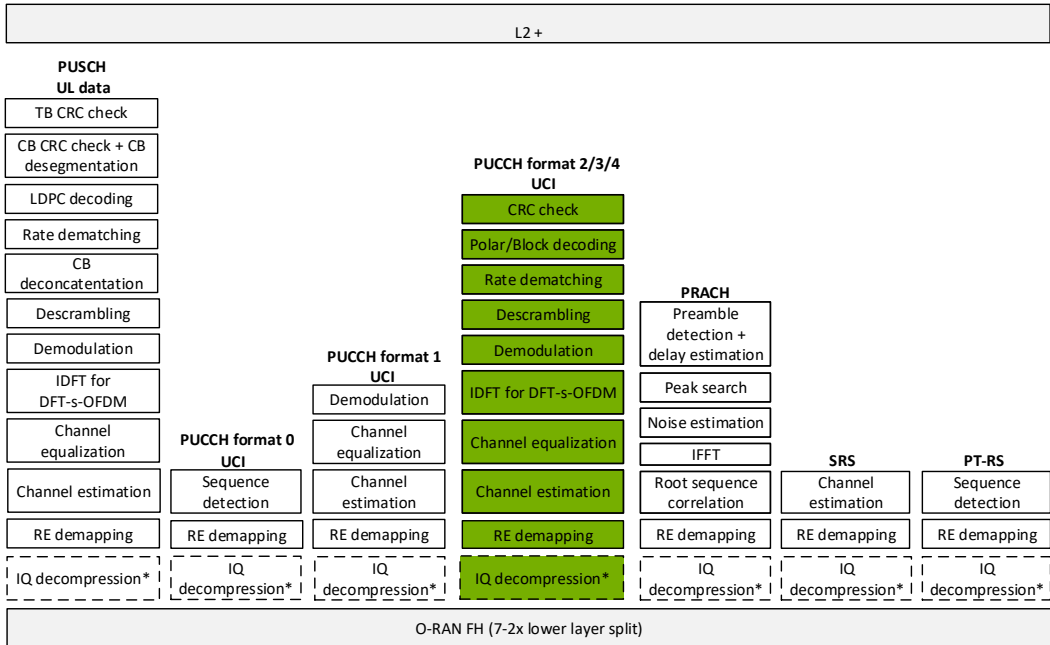 L2 +
PUSCH
UL data
TB CRC check
CB CRC check + CB
desegmentation
LDPC decoding
Rate dematching
CB
deconcatentation
Descrambling
Demodulation
IDFT for
DFT-s-OFDM
Channel
equalization
Channel estimation
RE demapping
IQ decompression*
PUCCH format 0
UCI
Sequence
detection
RE demapping
IQ
decompression*
PUCCH format 1
UCI
Demodulation
Channel
equalization
Channel
estimation
RE demapping
IQ
decompression*
PUCCH format 2/3/4
UCI
CRC check
Polar/Block decoding
Rate dematching
Descrambling
Demodulation
IDFT for DFT-s-OFDM
Channel equalization
Channel estimation
RE demapping
IQ decompression*
PRACH
Preamble
detection +
delay estimation
Peak search
Noise estimation
IFFT
Root sequence
correlation
RE demapping
IQ
decompression*
SRS
Channel
estimation
RE demapping
IQ
decompression*
PT-RS
Sequence
detection
RE demapping
IQ
decompression*
O-RAN FH (7-2x lower layer split)